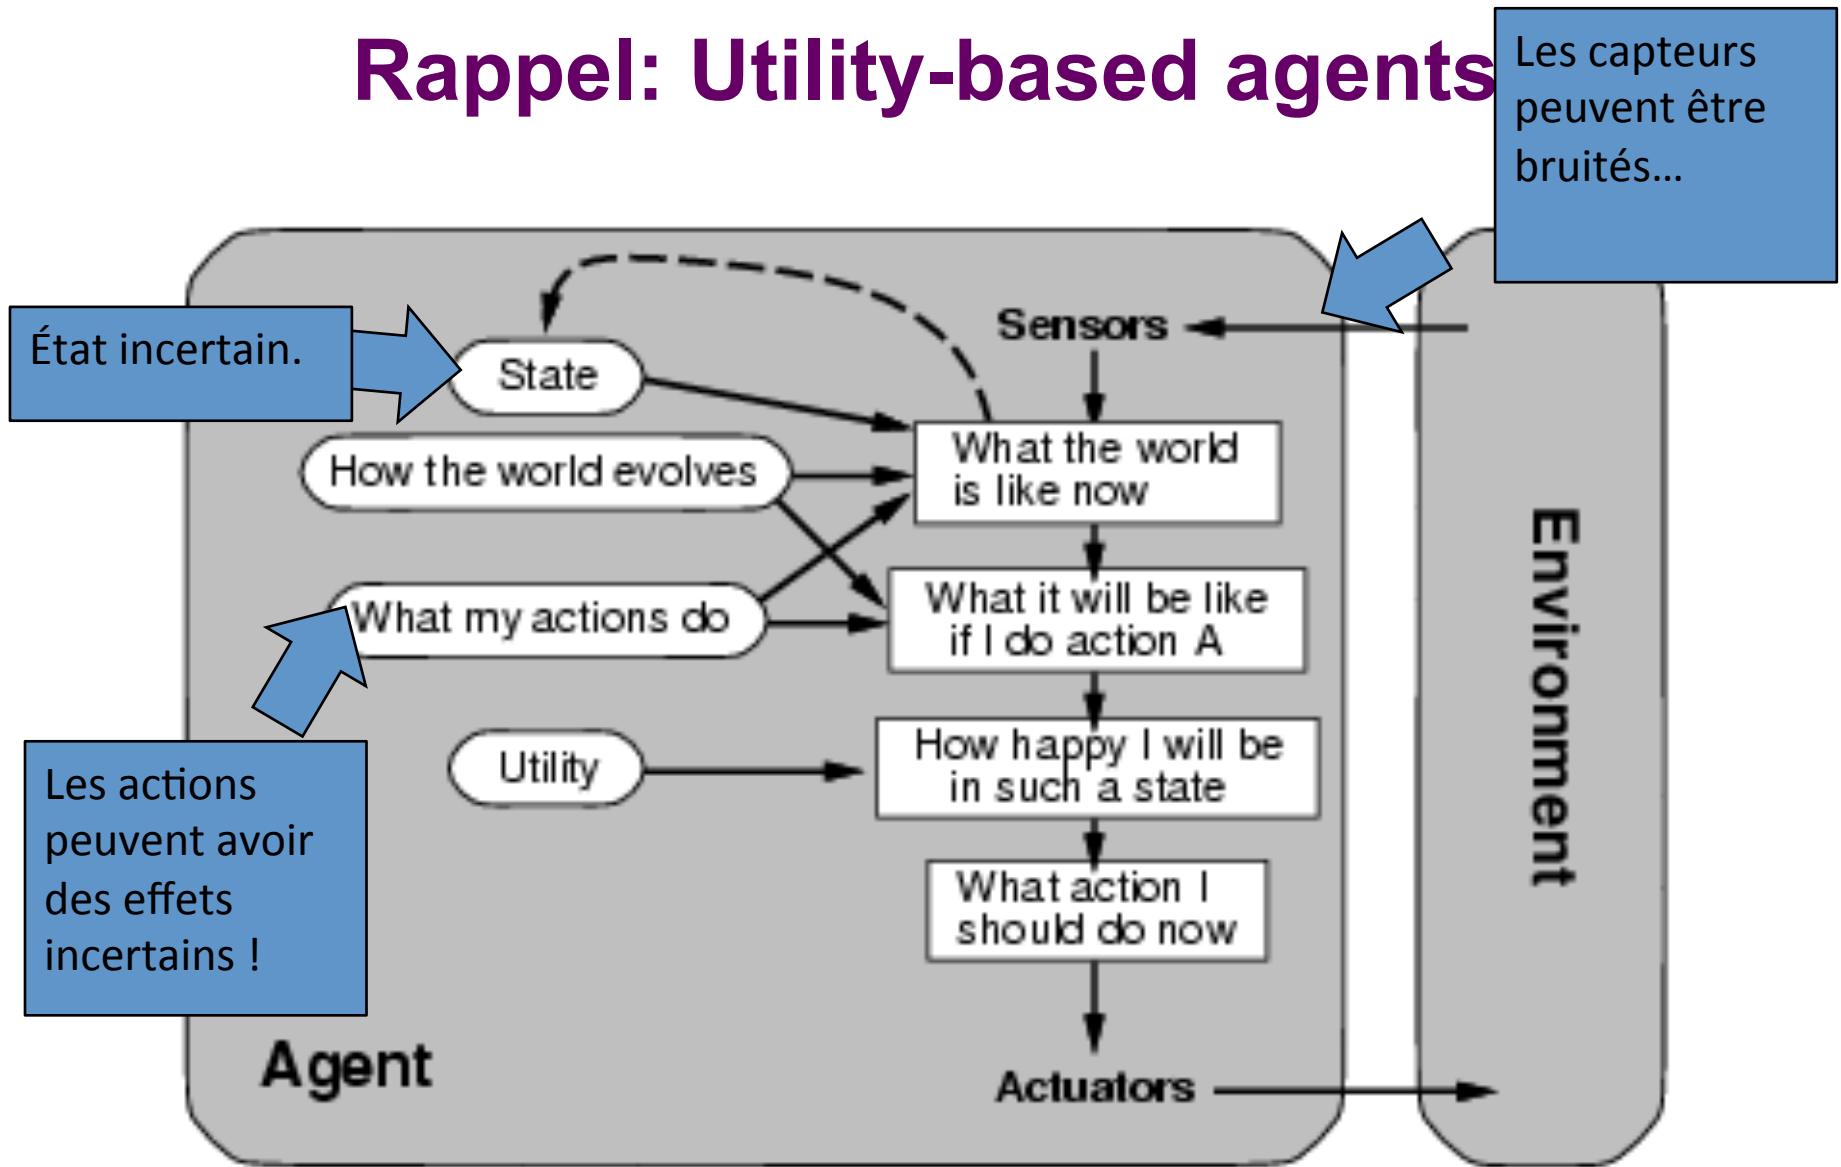 Rappel: Utility-based agents
Les capteurs
peuvent être
bruités...
État incertain.
Sensors
State
What the world
is like now
How the world evolves
What it will be like
if I do action A
What my actions do
How happy I will be
in such a state
Utility
Les actions
peuvent avoir
des effets
incertains !
What action I
should do now
Agent
Actuators
Environment